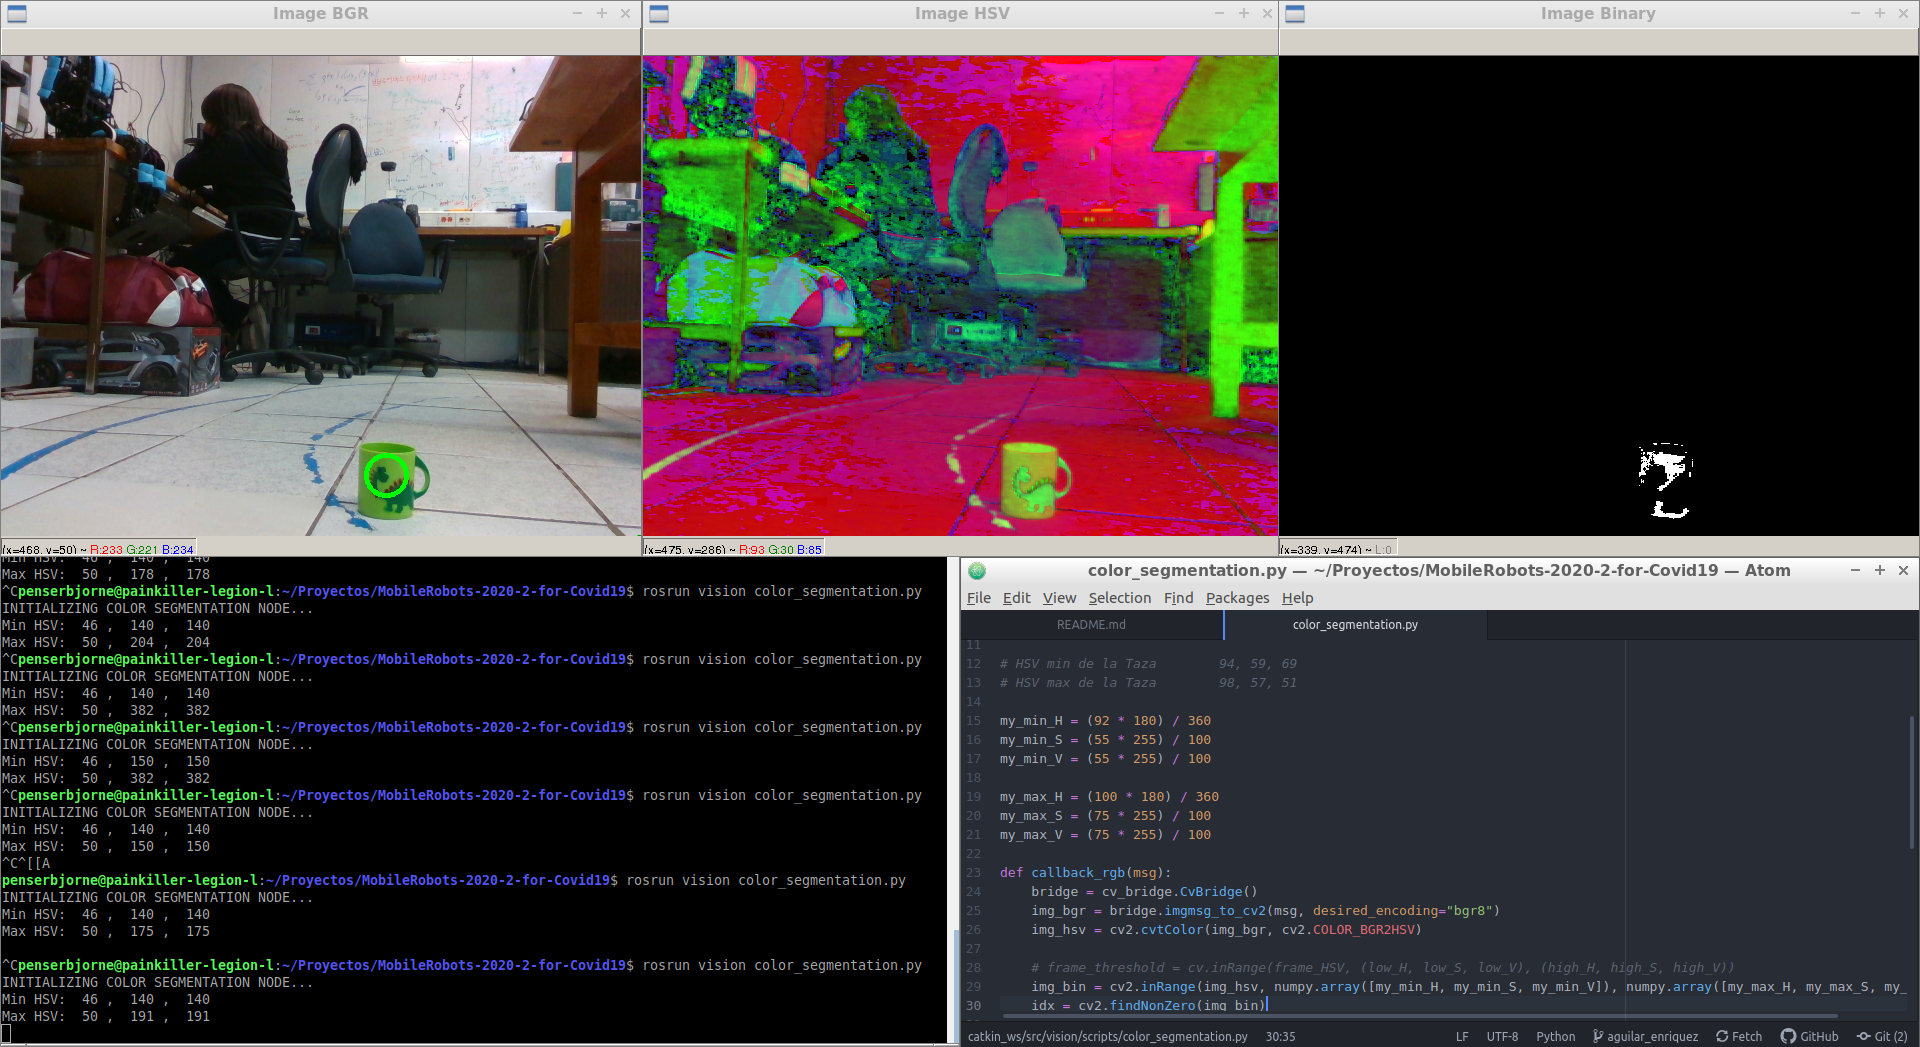 Image BGR
Image HSV
Image Binary
(x=468, y=50) ~ R:233 G:221 B:234
(x=475, y=286) ~ R:93 G:30 B:85
(x=339, y=474) ~ L:0
Min HSV:  46 ,  140 ,  140
Max HSV:  50 ,  178 ,  178
^Cpenserbjorne@painkiller-legion-l:~/Proyectos/MobileRobots-2020-2-for-Covid19$ rosrun vision color_segmentation.py
INITIALIZING COLOR SEGMENTATION NODE...
Min HSV:  46 ,  140 ,  140
Max HSV:  50 ,  204 ,  204
^Cpenserbjorne@painkiller-legion-l:~/Proyectos/MobileRobots-2020-2-for-Covid19$ rosrun vision color_segmentation.py
INITIALIZING COLOR SEGMENTATION NODE...
Min HSV:  46 ,  140 ,  140
Max HSV:  50 ,  382 ,  382
^Cpenserbjorne@painkiller-legion-l:~/Proyectos/MobileRobots-2020-2-for-Covid19$ rosrun vision color_segmentation.py
INITIALIZING COLOR SEGMENTATION NODE...
Min HSV:  46 ,  150 ,  150
Max HSV:  50 ,  382 ,  382
^Cpenserbjorne@painkiller-legion-l:~/Proyectos/MobileRobots-2020-2-for-Covid19$ rosrun vision color_segmentation.py
INITIALIZING COLOR SEGMENTATION NODE...
Min HSV:  46 ,  140 ,  140
Max HSV:  50 ,  150 ,  150
^C^[[A
penserbjorne@painkiller-legion-l:~/Proyectos/MobileRobots-2020-2-for-Covid19$ rosrun vision color_segmentation.py
INITIALIZING COLOR SEGMENTATION NODE...
Min HSV:  46 ,  140 ,  140
Max HSV:  50 ,  175 ,  175
^Cpenserbjorne@painkiller-legion-l:~/Proyectos/MobileRobots-2020-2-for-Covid19$ rosrun vision color_segmentation.py
INITIALIZING COLOR SEGMENTATION NODE...
Min HSV:  46 ,  140 ,  140
Max HSV:  50 ,  191 ,  191
color_segmentation.py — ~/Proyectos/MobileRobots-2020-2-for-Covid19 — Atom
File Edit View Selection Find Packages Help
README.md color_segmentation.py
11
12 # HSV min de la Taza        94, 59, 69
13 # HSV max de la Taza        98, 57, 51
14
15 my_min_H = (92 * 180) / 360
16 my_min_S = (55 * 255) / 100
17 my_min_V = (55 * 255) / 100
18
19 my_max_H = (100 * 180) / 360
20 my_max_S = (75 * 255) / 100
21 my_max_V = (75 * 255) / 100
22
23 def callback_rgb(msg):
24     bridge = cv_bridge.CvBridge()
25     img_bgr = bridge.imgmsg_to_cv2(msg, desired_encoding="bgr8")
26     img_hsv = cv2.cvtColor(img_bgr, cv2.COLOR_BGR2HSV)
27
28     # frame_threshold = cv.inRange(frame_HSV, (low_H, low_S, low_V), (high_H, high_S, high_V))
29     img_bin = cv2.inRange(img_hsv, numpy.array([my_min_H, my_min_S, my_min_V]), numpy.array([my_max_H, my_max_S, my_
30     idx = cv2.findNonZero(img_bin)
catkin_ws/src/vision/scripts/color_segmentation.py 30:35 LF UTF-8 Python aguilar_enriquez Fetch GitHub Git (2)